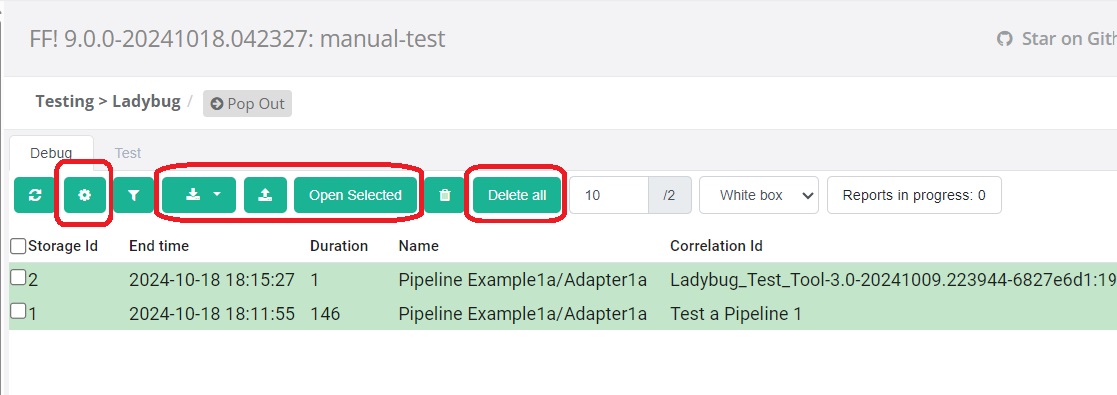 FF! 9.0.0-20241018.042327: manual-test
Star on Gith
Testing > Ladybug / Pop Out
Debug Test
Open Selected Delete all 10 /2 White box Reports in progress: 0
Storage Id End time Duration Name Correlation Id
2 2024-10-18 18:15:27 1 Pipeline Example1a/Adapter1a Ladybug_Test_Tool-3.0-20241009.223944-6827e6d1:19
1 2024-10-18 18:11:55 146 Pipeline Example1a/Adapter1a Test a Pipeline 1